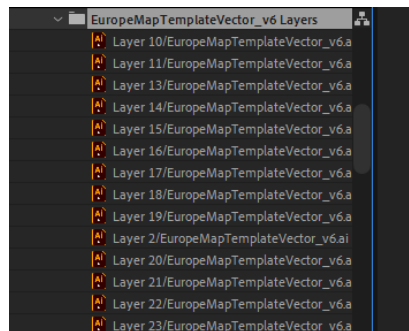 EuropeMapTemplateVector_v6 Layers
Layer 10/EuropeMapTemplateVector_v6.a
Layer 11/EuropeMapTemplateVector_v6.a
Layer 13/EuropeMapTemplateVector_v6.a
Layer 14/EuropeMapTemplateVector_v6.a
Layer 15/EuropeMapTemplateVector_v6.a
Layer 16/EuropeMapTemplateVector_v6.a
Layer 17/EuropeMapTemplateVector_v6.a
Layer 18/EuropeMapTemplateVector_v6.a
Layer 19/EuropeMapTemplateVector_v6.a
Layer 2/EuropeMapTemplateVector_v6.ai
Layer 20/EuropeMapTemplateVector_v6.a
Layer 21/EuropeMapTemplateVector_v6.a
Layer 22/EuropeMapTemplateVector_v6.a
Layer 23/EuropeMapTemplateVector_v6.a